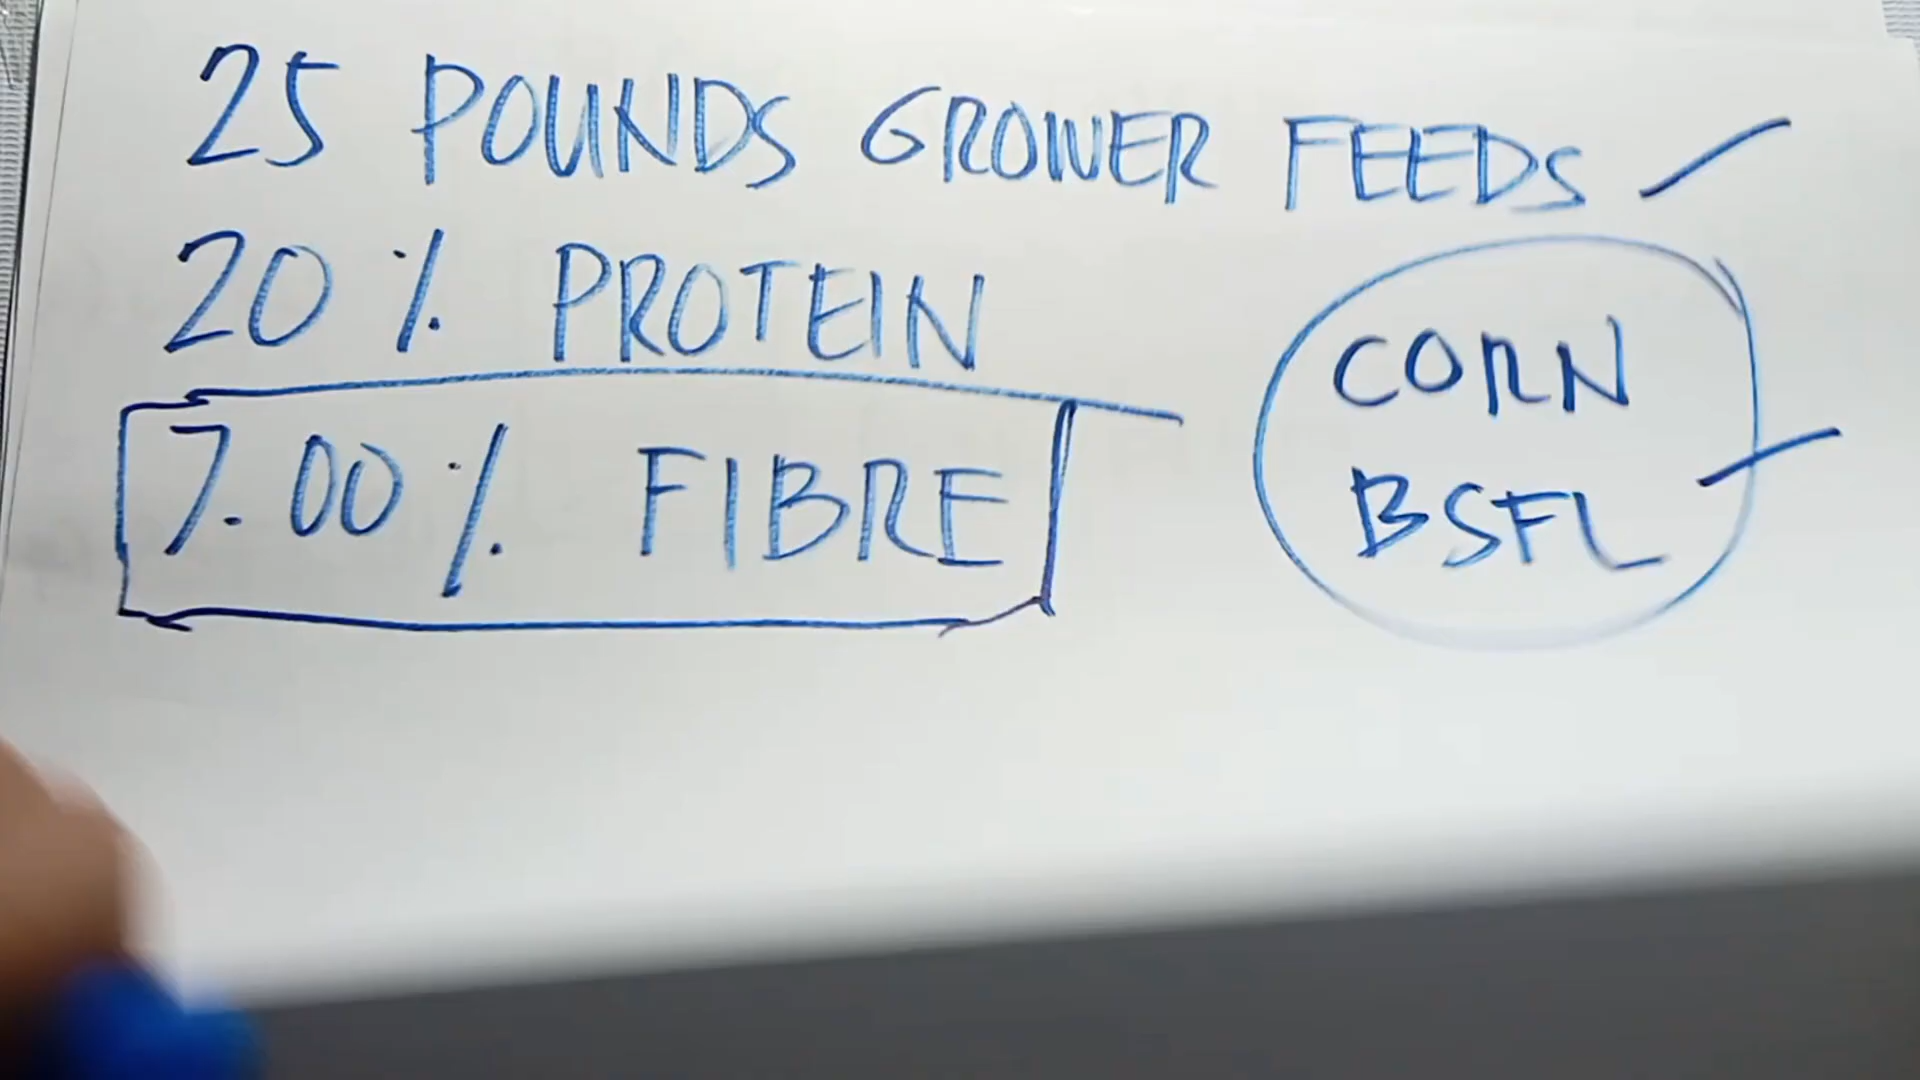 25 POUNDS GROWER FEEDS
20% PROTEIN
7.00% FIBRE
CORN
BSFL